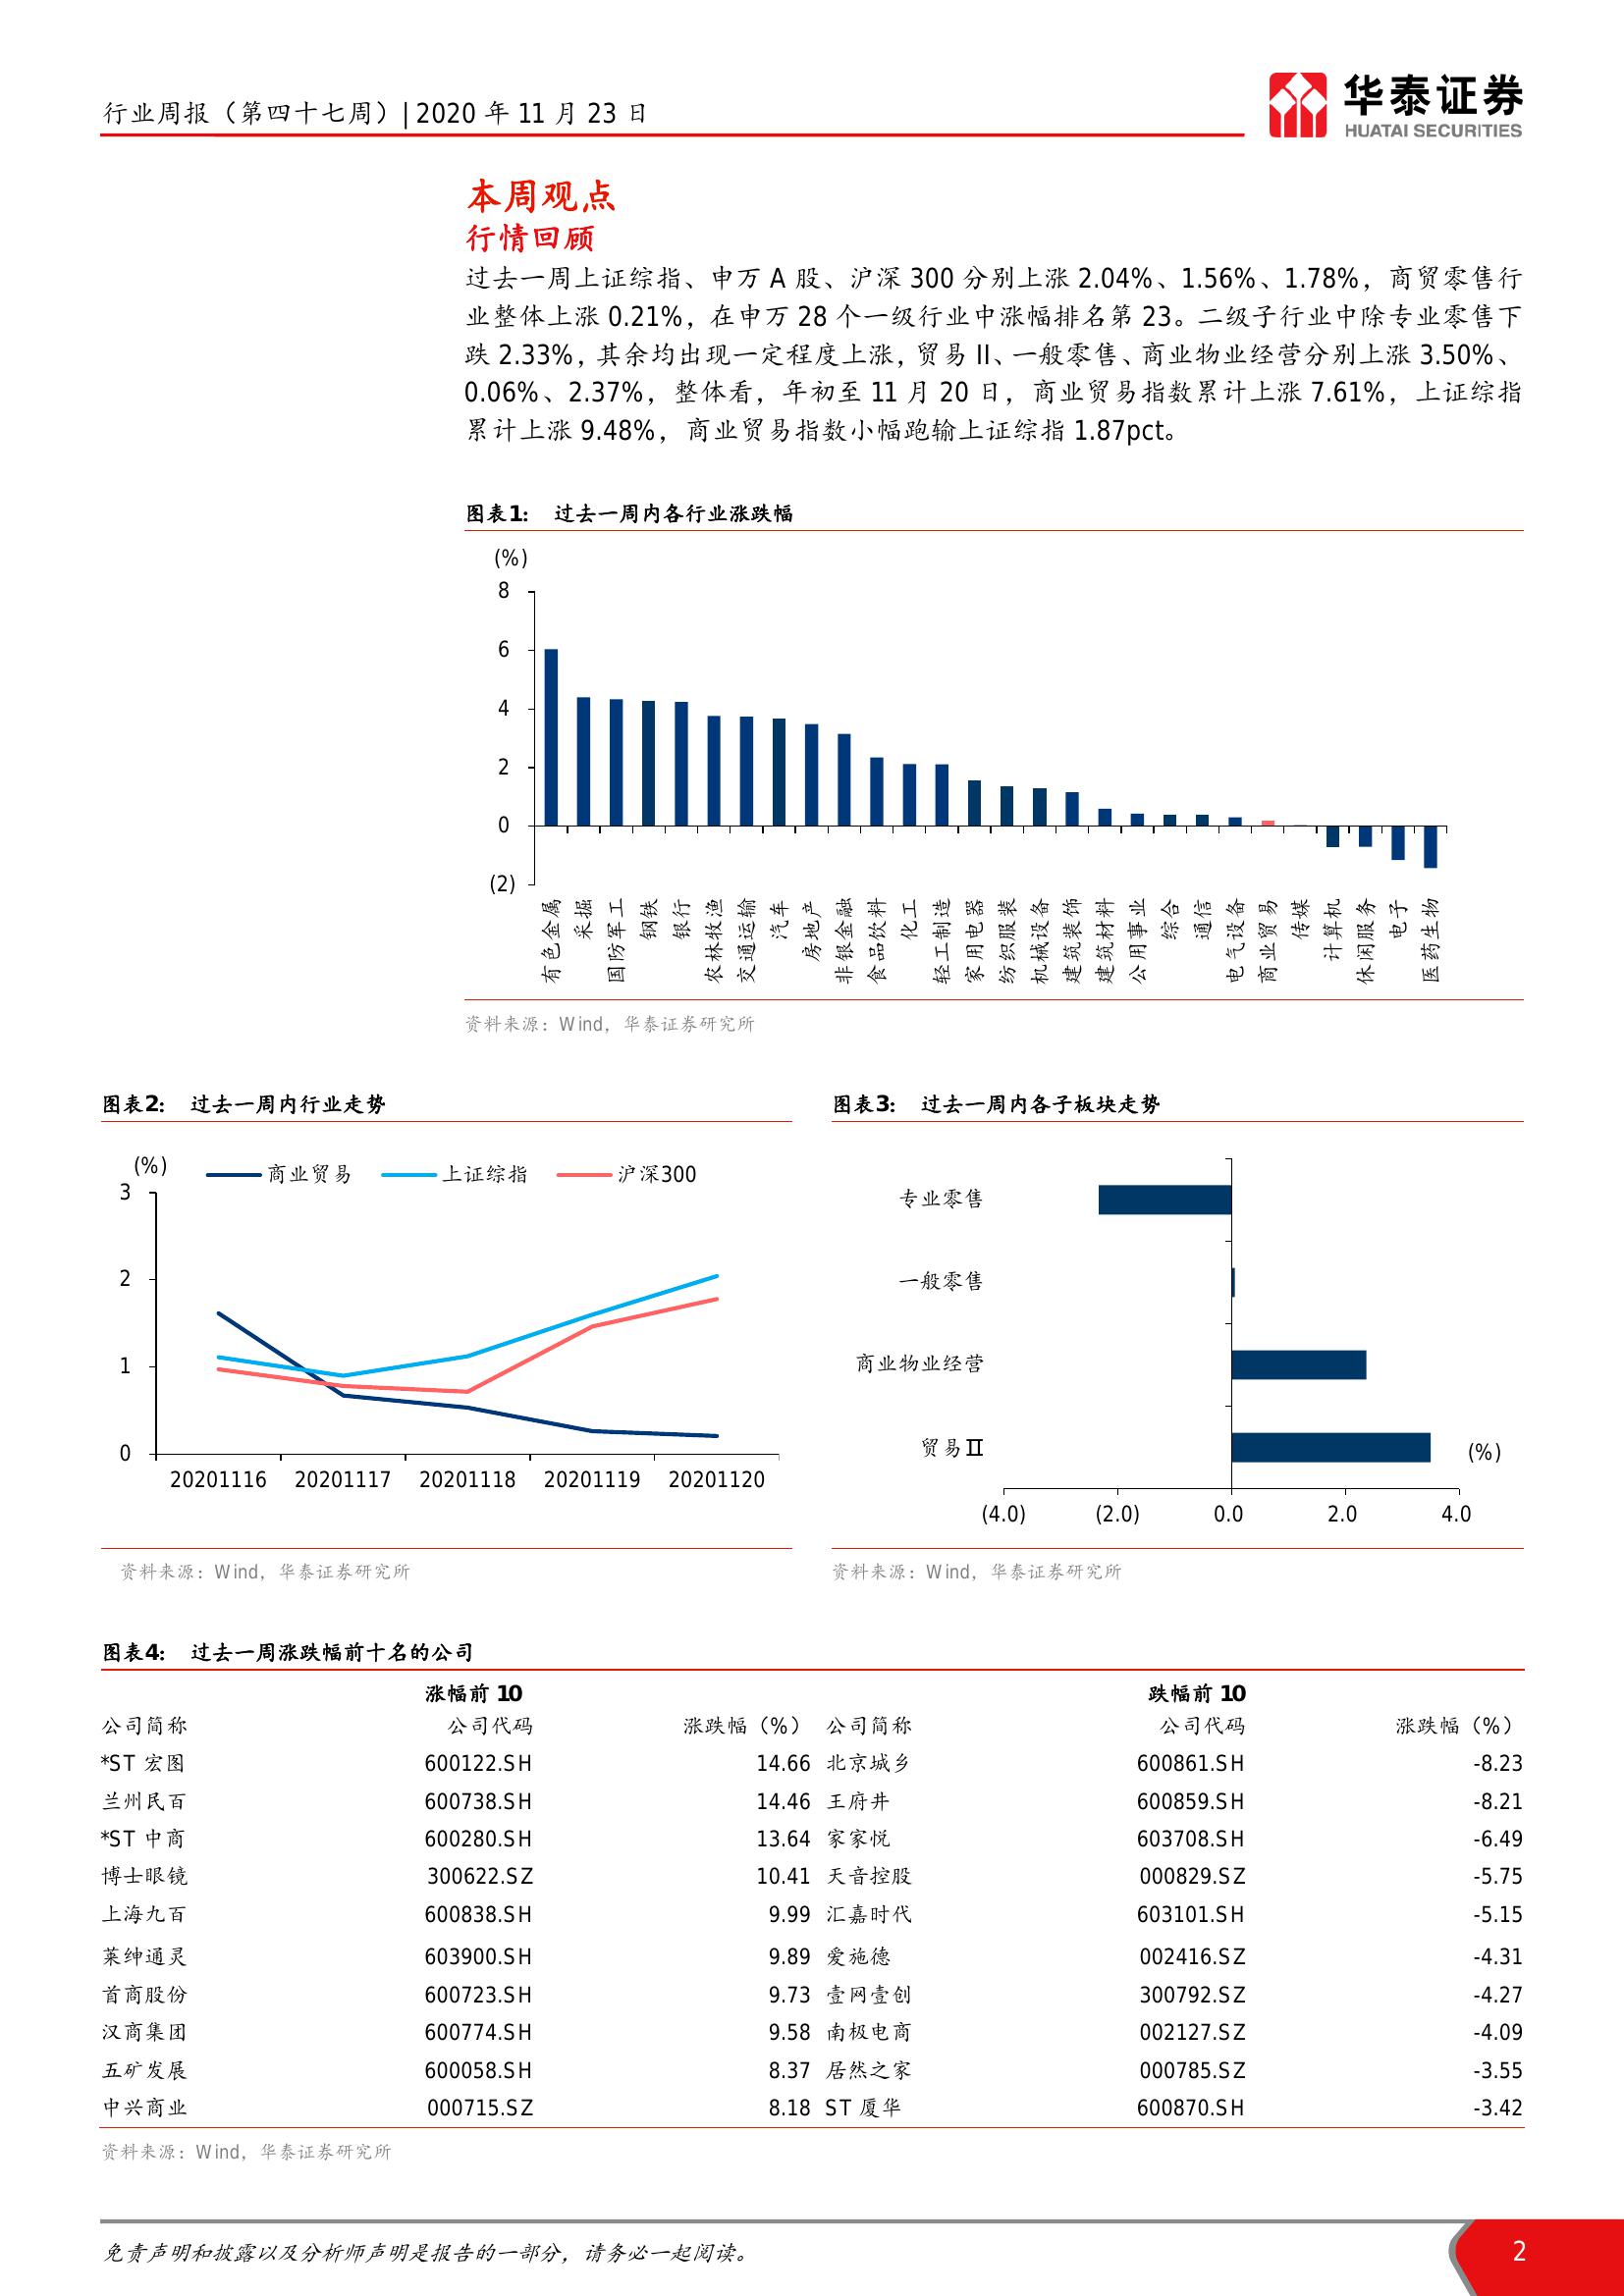 行业周报（第四十七周）| 2020 年 11 月 23 日
华泰证券
HUATAI SECURITIES
本周观点
行情回顾
过去一周上证综指、申万 A 股、沪深 300 分别上涨 2.04%、1.56%、1.78%，商贸零售行
业整体上涨 0.21%，在申万 28 个一级行业中涨幅排名第 23。二级子行业中除专业零售下
跌 2.33%，其余均出现一定程度上涨，贸易 II、一般零售、商业物业经营分别上涨 3.50%、
0.06%、2.37%，整体看，年初至 11 月 20 日，商业贸易指数累计上涨 7.61%，上证综指
累计上涨 9.48%，商业贸易指数小幅跑输上证综指 1.87pct。
图表1： 过去一周内各行业涨跌幅
(%)
8
6
4
2
0
(2)
有色金属 采掘 国防军工 钢铁 银行 农林牧渔 交通运输 汽车 房地产 非银金融 食品饮料 化工 轻工制造 家用电器 纺织服装 机械设备 建筑装饰 建筑材料 公用事业 综合 通信 电气设备 商业贸易 传媒 计算机 休闲服务 电子 医药生物
资料来源：Wind，华泰证券研究所
图表2： 过去一周内行业走势
(%)
商业贸易 上证综指 沪深300
3
2
1
0
20201116 20201117 20201118 20201119 20201120
资料来源：Wind，华泰证券研究所
图表3： 过去一周内各子板块走势
专业零售
一般零售
商业物业经营
贸易Ⅱ
(%)
(4.0) (2.0) 0.0 2.0 4.0
资料来源：Wind，华泰证券研究所
图表4： 过去一周涨跌幅前十名的公司
涨幅前 10 跌幅前 10
公司简称 公司代码 涨跌幅（%） 公司简称 公司代码 涨跌幅（%）
*ST 宏图 600122.SH 14.66 北京城乡 600861.SH -8.23
兰州民百 600738.SH 14.46 王府井 600859.SH -8.21
*ST 中商 600280.SH 13.64 家家悦 603708.SH -6.49
博士眼镜 300622.SZ 10.41 天音控股 000829.SZ -5.75
上海九百 600838.SH 9.99 汇嘉时代 603101.SH -5.15
莱绅通灵 603900.SH 9.89 爱施德 002416.SZ -4.31
首商股份 600723.SH 9.73 壹网壹创 300792.SZ -4.27
汉商集团 600774.SH 9.58 南极电商 002127.SZ -4.09
五矿发展 600058.SH 8.37 居然之家 000785.SZ -3.55
中兴商业 000715.SZ 8.18 ST 厦华 600870.SH -3.42
资料来源：Wind，华泰证券研究所
免责声明和披露以及分析师声明是报告的一部分，请务必一起阅读。
2